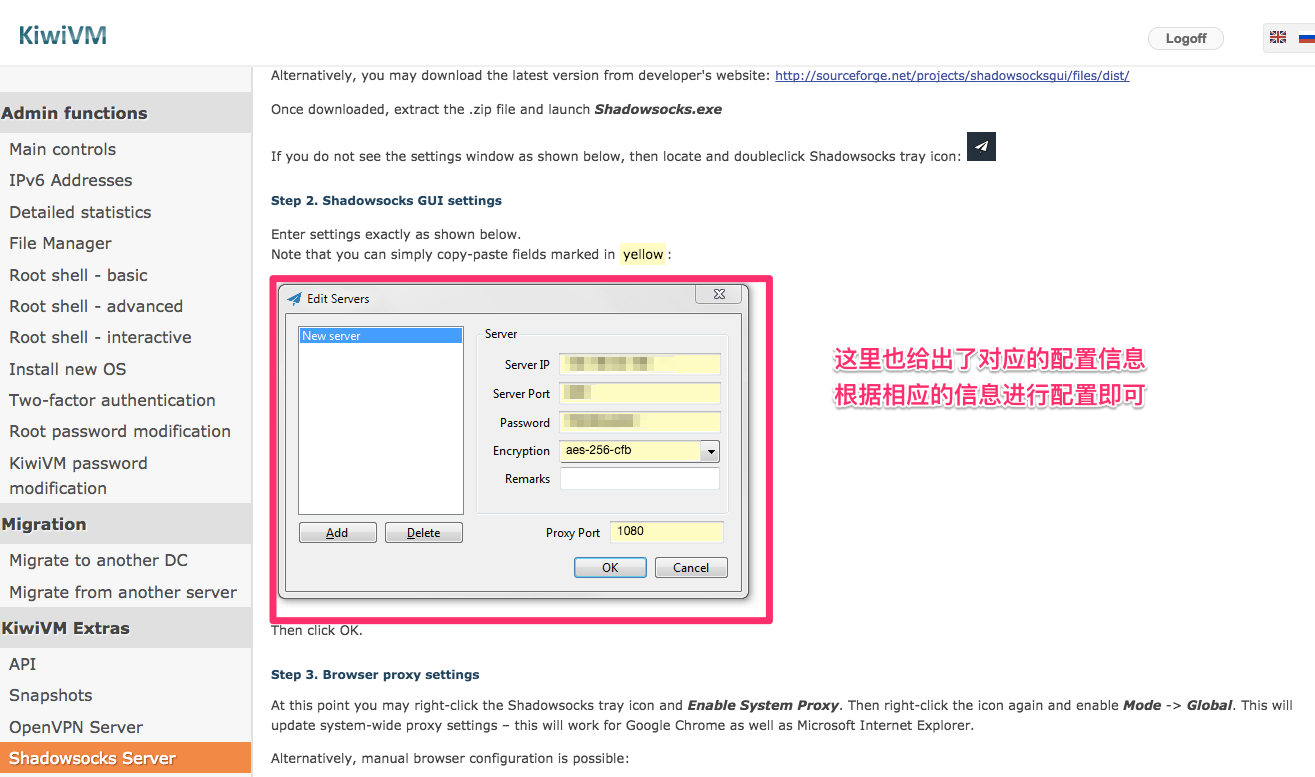 KiwiVM
Logoff
Admin functions
Main controls
IPv6 Addresses
Detailed statistics
File Manager
Root shell - basic
Root shell - advanced
Root shell - interactive
Install new OS
Two-factor authentication
Root password modification
KiwiVM password
modification
Migration
Migrate to another DC
Migrate from another server
KiwiVM Extras
API
Snapshots
OpenVPN Server
Shadowsocks Server
Alternatively, you may download the latest version from developer's website: http://sourceforge.net/projects/shadowsocksgui/files/dist/
Once downloaded, extract the .zip file and launch Shadowsocks.exe
If you do not see the settings window as shown below, then locate and doubleclick Shadowsocks tray icon:
Step 2. Shadowsocks GUI settings
Enter settings exactly as shown below.
Note that you can simply copy-paste fields marked in yellow :
Edit Servers
New server
Server
Server IP
Server Port
Password
Encryption aes-256-cfb
Remarks
Add Delete
Proxy Port 1080
OK Cancel
这里也给出了对应的配置信息
根据相应的信息进行配置即可
Then click OK.
Step 3. Browser proxy settings
At this point you may right-click the Shadowsocks tray icon and Enable System Proxy. Then right-click the icon again and enable Mode -> Global. This will
update system-wide proxy settings – this will work for Google Chrome as well as Microsoft Internet Explorer.
Alternatively, manual browser configuration is possible: